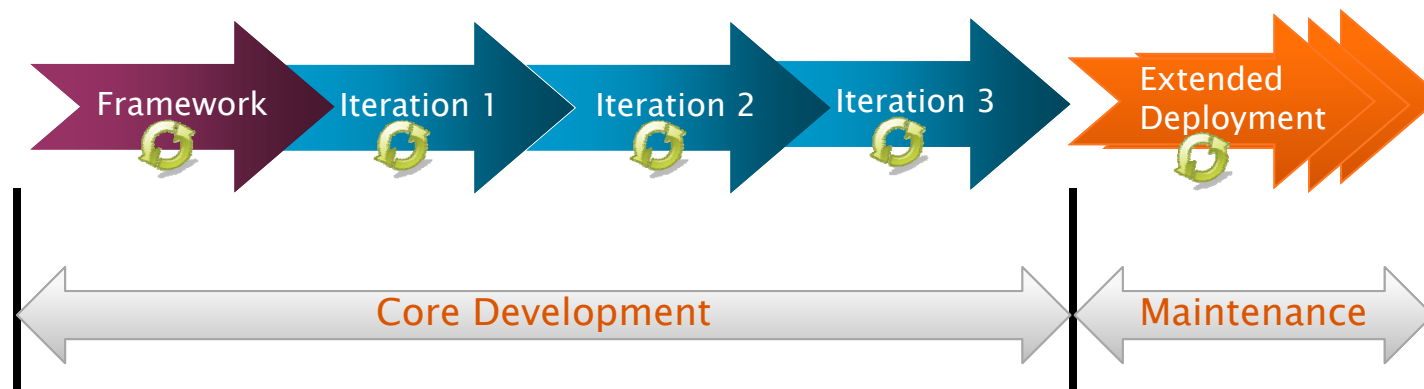 Framework
Iteration 1
Iteration 2
Iteration 3
Extended
Deployment
Core Development
Maintenance